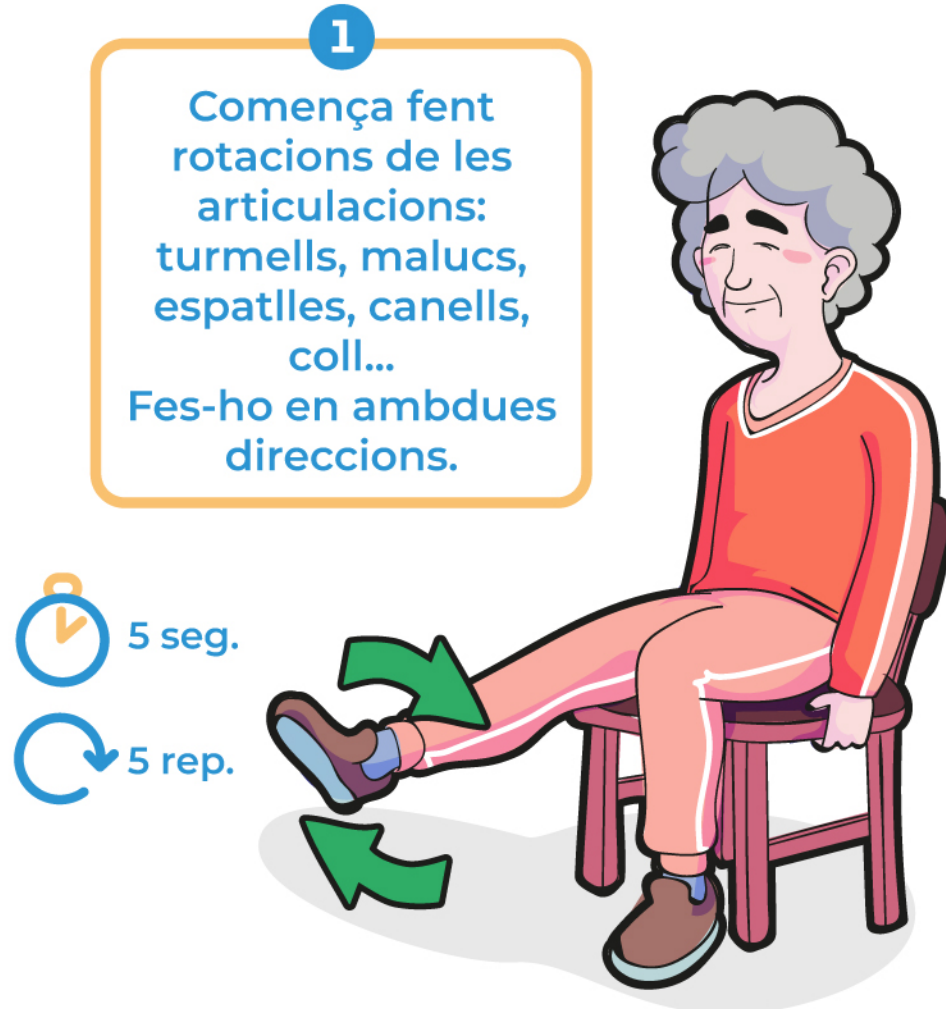 1
Comença fent
rotacions de les
articulacions:
turmells, malucs,
espatlles, canells,
coll...
Fes-ho en ambdues
direccions.
5 seg.
5 rep.